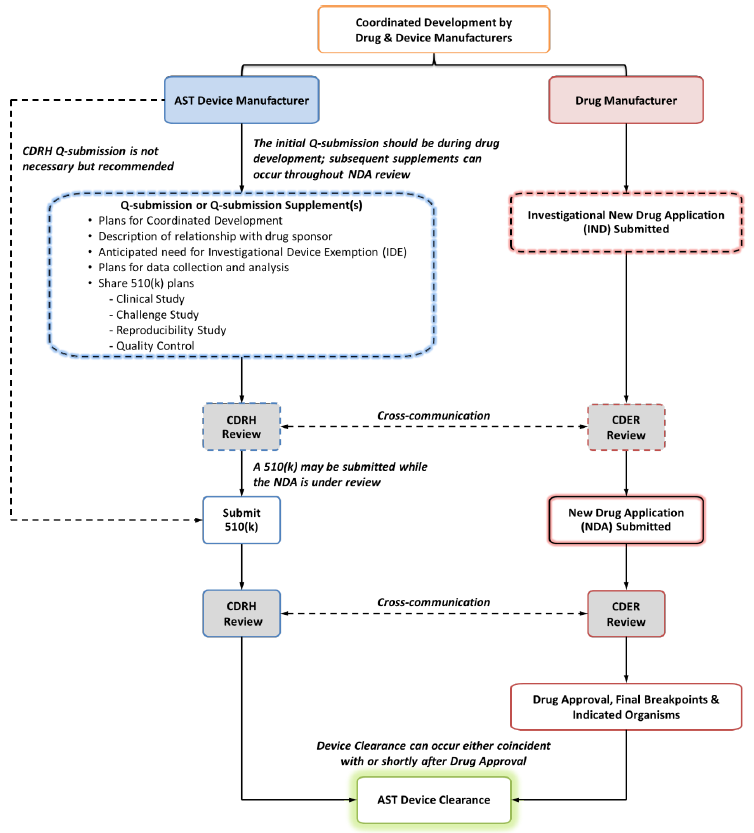 Coordinated Development by
Drug & Device Manufacturers
AST Device Manufacturer
Drug Manufacturer
CDRH Q-submission is not
necessary but recommended
The initial Q-submission should be during drug
development; subsequent supplements can
occur throughout NDA review
Q-submission or Q-submission Supplement(s)
• Plans for Coordinated Development
• Description of relationship with drug sponsor
• Anticipated need for Investigational Device Exemption (IDE)
• Plans for data collection and analysis
• Share 510(k) plans
- Clinical Study
- Challenge Study
- Reproducibility Study
- Quality Control
Investigational New Drug Application
(IND) Submitted
CDRH
Review
Cross-communication
CDER
Review
A 510(k) may be submitted while
the NDA is under review
Submit
510(k)
New Drug Application
(NDA) Submitted
CDRH
Review
Cross-communication
CDER
Review
Drug Approval, Final Breakpoints &
Indicated Organisms
Device Clearance can occur either coincident
with or shortly after Drug Approval
AST Device Clearance